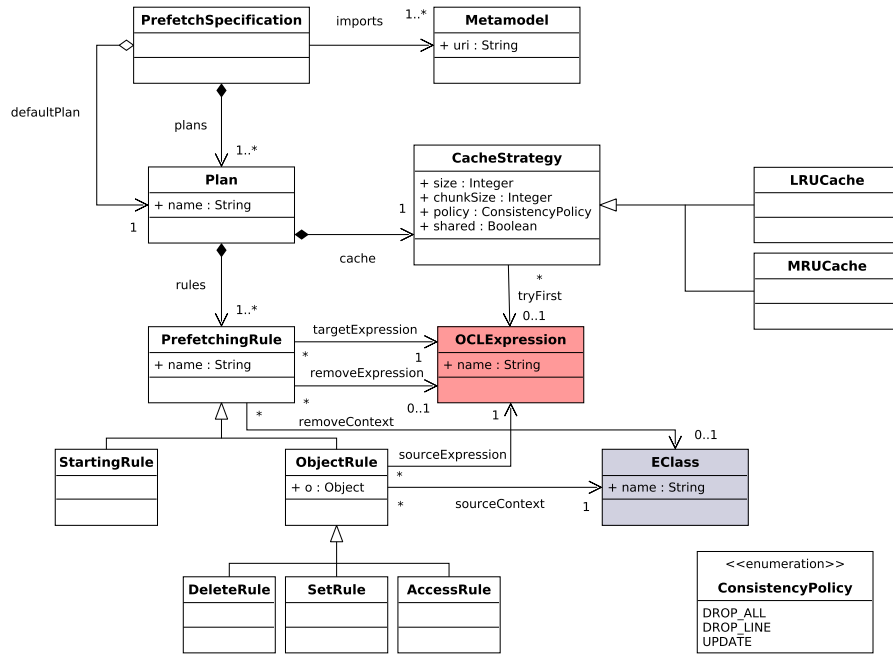 PrefetchSpecification
imports
1..*
Metamodel
+ uri : String
defaultPlan
plans
1..*
Plan
+ name : String
1
CacheStrategy
+ size : Integer
+ chunkSize : Integer
+ policy : ConsistencyPolicy
+ shared : Boolean
1
cache
LRUCache
MRUCache
*
tryFirst
0..1
rules
1..*
PrefetchingRule
+ name : String
targetExpression
*
1
removeExpression
*
0..1
OCLExpression
+ name : String
1
*
removeContext
0..1
StartingRule
ObjectRule
+ o : Object
sourceExpression
*
*
sourceContext
1
EClass
+ name : String
DeleteRule
SetRule
AccessRule
<<enumeration>>
ConsistencyPolicy
DROP_ALL
DROP_LINE
UPDATE